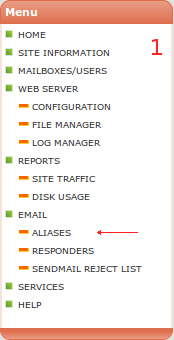 Menu
HOME
1
SITE INFORMATION
MAILBOXES/USERS
WEB SERVER
CONFIGURATION
FILE MANAGER
LOG MANAGER
REPORTS
SITE TRAFFIC
DISK USAGE
EMAIL
ALIASES
RESPONDERS
SENDMAIL REJECT LIST
SERVICES
HELP